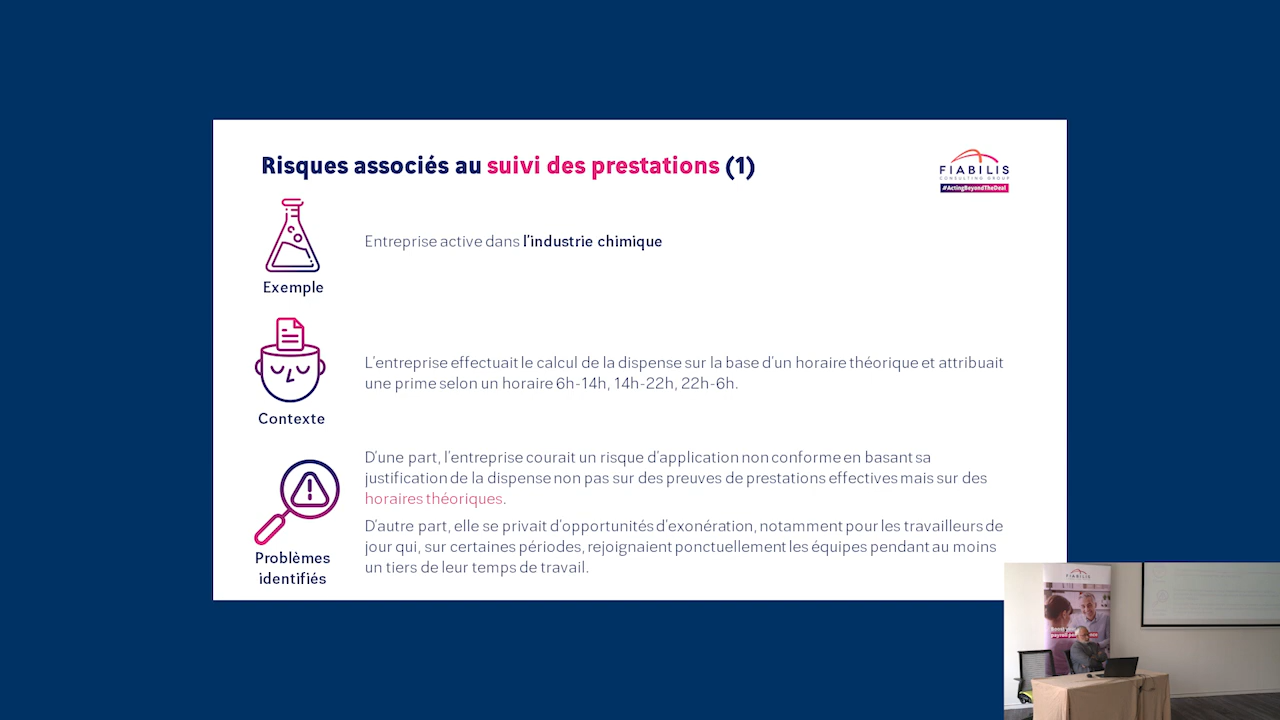 Risques associés au suivi des prestations (1)
FIABILIS
CONSULTING GROUP
#ActingBeyondTheDeal
Entreprise active dans l'industrie chimique
Exemple
L'entreprise effectuait le calcul de la dispense sur la base d'un horaire théorique et attribuait
une prime selon un horaire 6h-14h, 14h-22h, 22h-6h.
Contexte
D'une part, l'entreprise courait un risque d'application non conforme en basant sa
justification de la dispense non pas sur des preuves de prestations effectives mais sur des
horaires théoriques.
D'autre part, elle se privait d'opportunités d'exonération, notamment pour les travailleurs de
jour qui, sur certaines périodes, rejoignaient ponctuellement les équipes pendant au moins
un tiers de leur temps de travail.
Problèmes
identifiés
FIABILIS